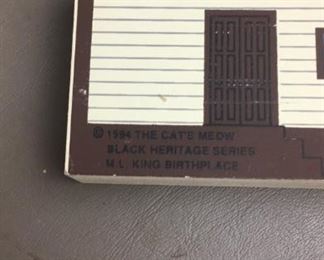 © 1994 THE CAT'S MEOW
BLACK HERITAGE SERIES
M.L. KING BIRTHPLACE